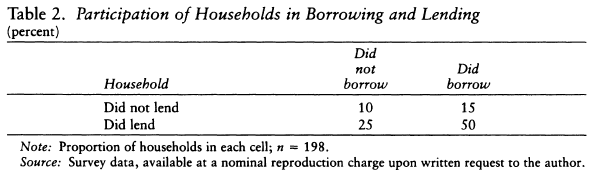 Table 2. Participation of Households in Borrowing and Lending
(percent)
Did
not Did
Household borrow borrow
Did not lend 10 15
Did lend 25 50
Note: Proportion of households in each cell; n = 198.
Source: Survey data, available at a nominal reproduction charge upon written request to the author.